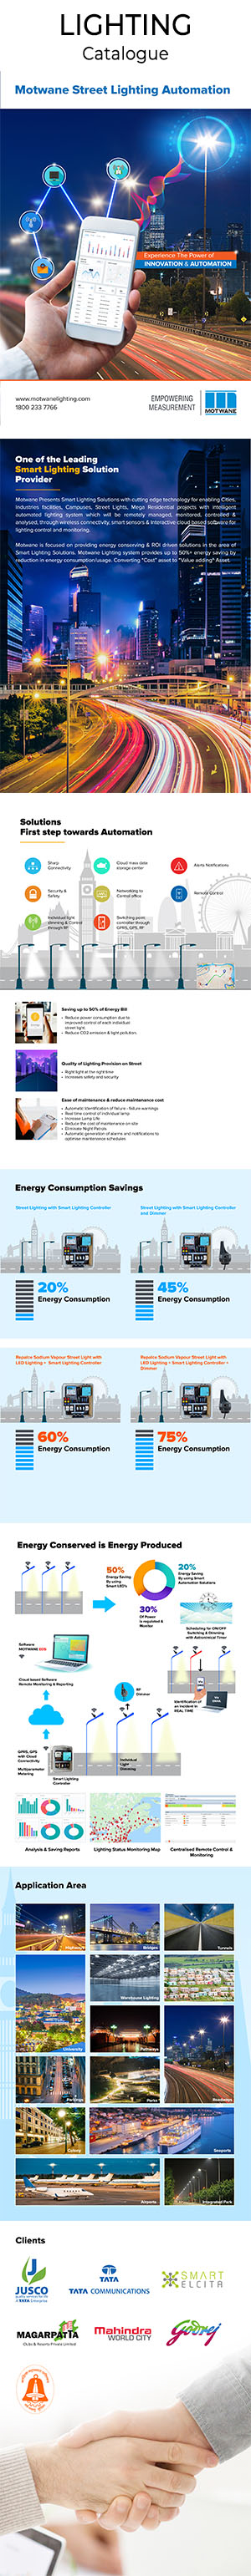 LIGHTING
Catalogue
Motwane Street Lighting Automation
Experience The Power of
INNOVATION & AUTOMATION
www.motwanelighting.com
1800 233 7766
EMPOWERING
MEASUREMENT
MOTWANE
One of the Leading
Smart Lighting Solution
Provider
Motwane Presents Smart Lighting Solutions with cutting edge technology for enabling Cities,
Industries facilities, Campuses, Street Lights, Mega Residential projects with intelligent
automated lighting system which will be remotely managed, monitored, controlled &
analysed, through wireless connectivity, smart sensors & interactive cloud based software for
lighting control and monitoring.
Motwane is focused on providing energy conserving & ROI driven solutions in the area of
Smart Lighting Solutions. Motwane Lighting system provides up to 50%+ energy saving by
reduction in energy consumption/usage. Converting "Cost" asset to "Value adding" Asset.
Solutions
First step towards Automation
Sharp
Connectivity
Cloud mass data
storage center
Alerts Notifications
Security &
Safety
Networking to
Central office
Remote Control
Individual light
dimming & Control
through RF
Switching point
controller through
GPRS, GPS, RF
Saving up to 50% of Energy Bill
• Reduce power consumption due to
improved control of each individual
street light
• Reduce CO2 emission & light pollution.
Quality of Lighting Provision on Street
• Right light at the right time
• Increases safety and security
Ease of maintenance & reduce maintenance cost
• Automatic identification of failure - failure warnings
• Real time control of individual lamp
• Increase Lamp Life
• Reduce the cost of maintenance on-site
• Eliminate Night Patrols
• Automatic generation of alarms and notifications to
optimise maintenance schedules
Energy Consumption Savings
Street Lighting with Smart Lighting Controller
Street Lighting with Smart Lighting Controller
and Dimmer
20%
Energy Consumption
45%
Energy Consumption
Repalce Sodium Vapour Street Light with
LED Lighting + Smart Lighting Controller
Repalce Sodium Vapour Street Light with
LED Lighting + Smart Lighting Controller +
Dimmer
60%
Energy Consumption
75%
Energy Consumption
Energy Conserved is Energy Produced
50%
Energy Saving
By using
Smart LED's
20%
Energy Saving
By using Smart
Automation Solutions
30%
Of Power
is regulated &
Monitor
Scheduling for ON/OFF
Switching & Dimming
with Astronimical Timer
Software
MOTWANE
Cloud based Software
Remote Monitoring & Reporting
RF
Dimmer
Identification of
an incident in
REAL TIME
GPRS, GPS
with Cloud
Connectivity
Multiparameter
Metering
Individual
Light
Dimming
Smart Lighting
Controller
Analysis & Saving Reports
Lighting Status Monitoring Map
Centralised Remote Control &
Monitoring
Application Area
Highways
Bridges
Tunnels
Warehouse Lighting
University
Pathways
Parkings
Parks
Roadways
Colony
Seaports
Airports
Integrated Park
Clients
JUSCO
A TATA Enterprise
TATA
TATA COMMUNICATIONS
SMART
ELCITA
MAGARPATTA
Clubs & Resorts Private Limited
Mahindra
WORLD CITY
Godrej